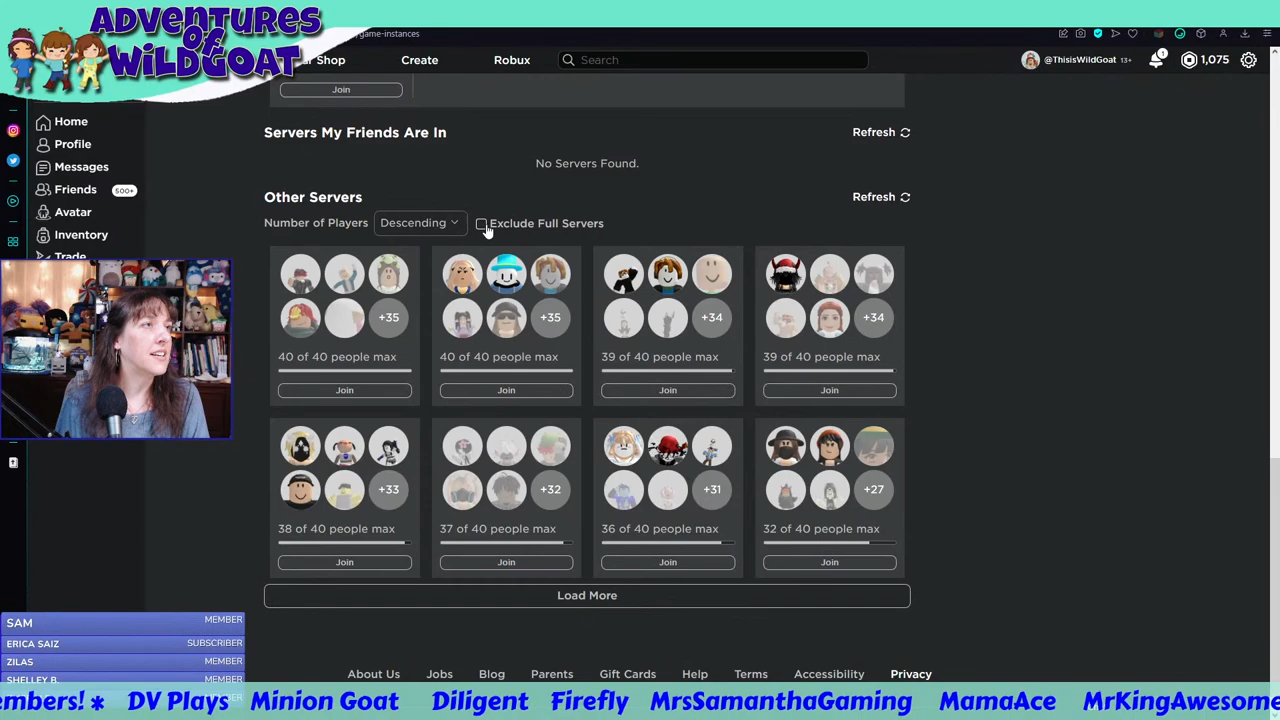 ADVENTURES
OF
WILDGOAT
game-instances
Shop
Create
Robux
Search
@ThisisWildGoat 13+
1
1,075
Join
Home
Profile
Messages
Friends
500+
Avatar
Inventory
Trade
Servers My Friends Are In
Refresh
No Servers Found.
Other Servers
Refresh
Number of Players
Descending
Exclude Full Servers
+35
+35
+34
+34
40 of 40 people max
40 of 40 people max
39 of 40 people max
39 of 40 people max
Join
Join
Join
Join
+33
+32
+31
+27
38 of 40 people max
37 of 40 people max
36 of 40 people max
32 of 40 people max
Join
Join
Join
Join
Load More
SAM MEMBER
ERICA SAIZ SUBSCRIBER
ZILAS MEMBER
SHELLEY B. MEMBER
About Us
Jobs
Blog
Parents
Gift Cards
Help
Terms
Accessibility
Privacy
embers! * DV Plays Minion Goat Diligent Firefly MrsSamanthaGaming MamaAce MrKingAwesome